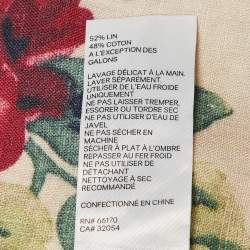 52% LIN
48% COTON
A L'EXCEPTION DES
GALONS
LAVAGE DÉLICAT À LA MAIN.
LAVER SÉPARÉMENT.
UTILISER DE L'EAU FROIDE
UNIQUEMENT
NE PAS LAISSER TREMPER,
ESSORER OU TORDRE SEC
NE PAS UTILISER D'EAU DE
JAVEL
NE PAS SÉCHER EN
MACHINE
SÉCHER À PLAT À L'OMBRE
REPASSER AU FER FROID
NE PAS UTILISER DE
DÉTACHANT
NETTOYAGE À SEC
RECOMMANDÉ
CONFECTIONNÉ EN CHINE
RN# 66170
CA# 32054